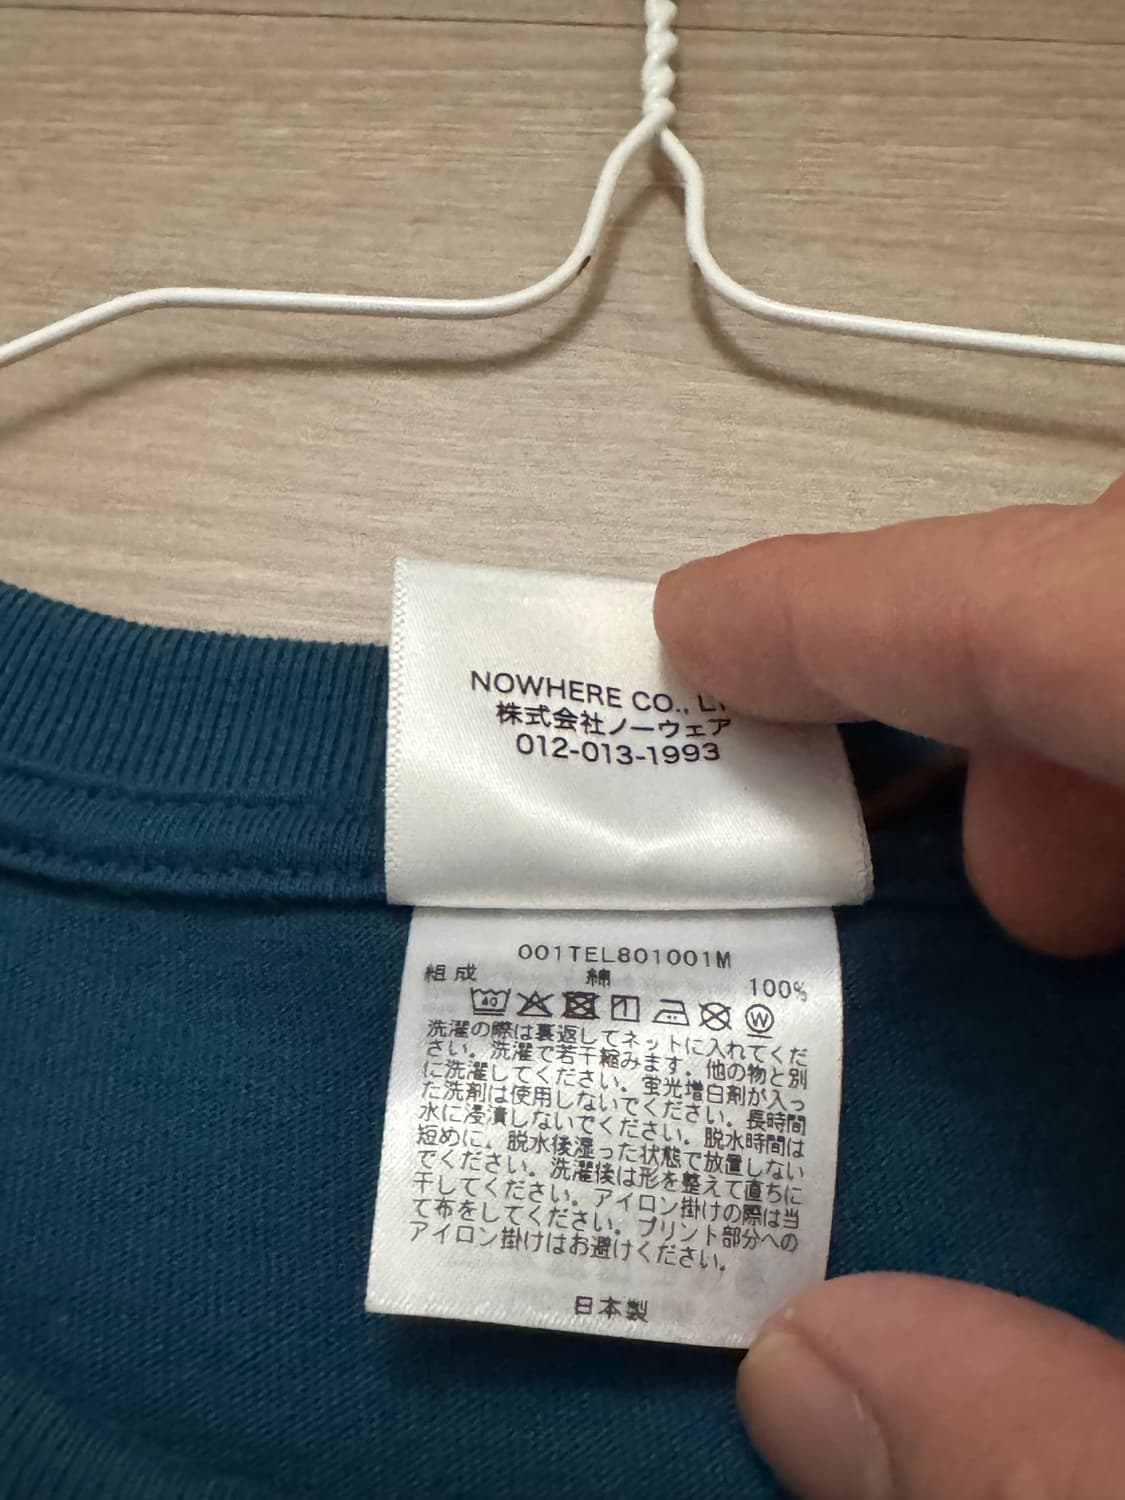 NOWHERE CO., L
株式会社ノーウェア
012-013-1993
001TEL801001M
組成 綿 100%
40
W
洗濯の際は裏返してネットに入れてくだ
さい。洗濯で若干縮みます。他の物と別
に洗濯してください。蛍光増白剤が入っ
た洗剤は使用しないでください。長時間
水に浸漬しないでください。脱水時間は
短めに。脱水後湿った状態で放置しない
でください。洗濯後は形を整えて直ちに
干してください。アイロン掛けの際は当
て布をしてください。プリント部分への
アイロン掛けはお避けください。
日本製